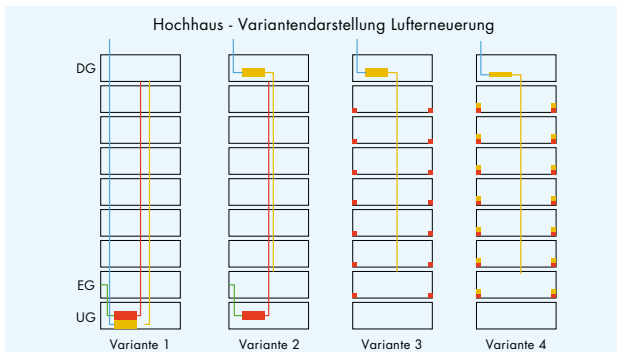 Hochhaus - Variantendarstellung Lufterneuerung
DG
EG
UG
Variante 1
Variante 2
Variante 3
Variante 4